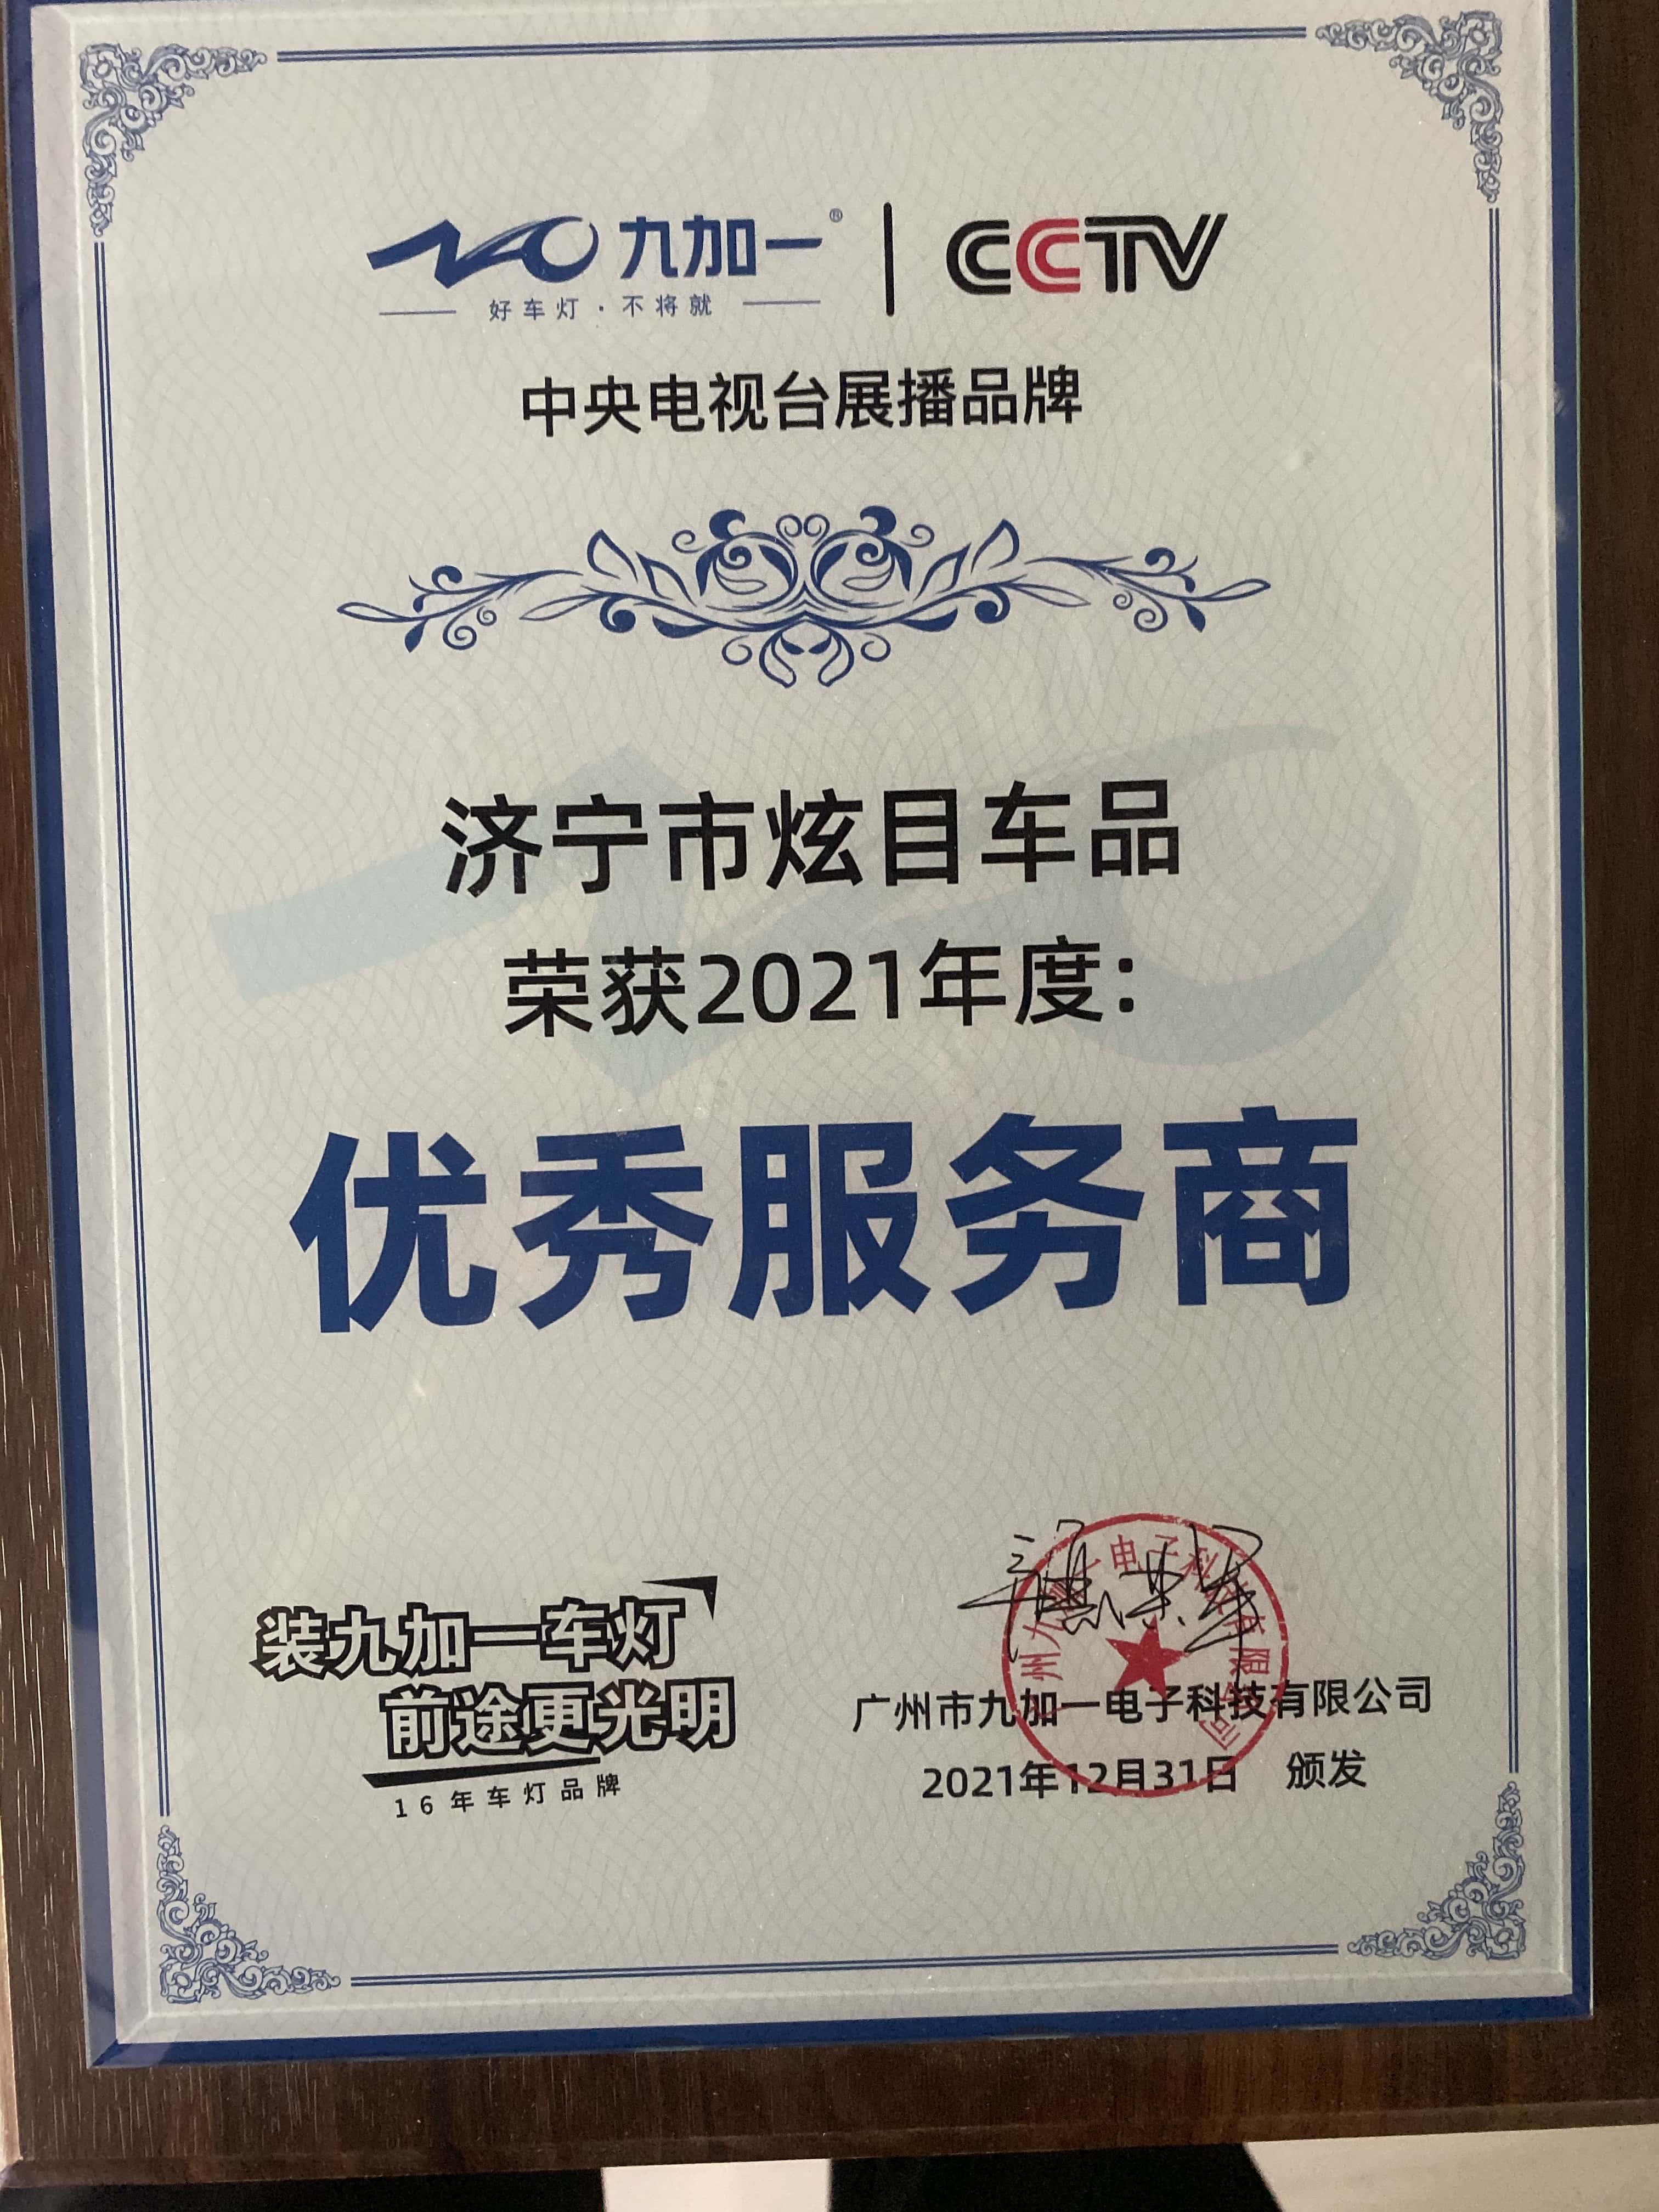 九加一®
CCTV
好车灯·不将就
中央电视台展播品牌
济宁市炫目车品
荣获2021年度：
优秀服务商
装九加一车灯
前途更光明
16年车灯品牌
广州市九加一电子科技有限公司
2021年12月31日 颁发